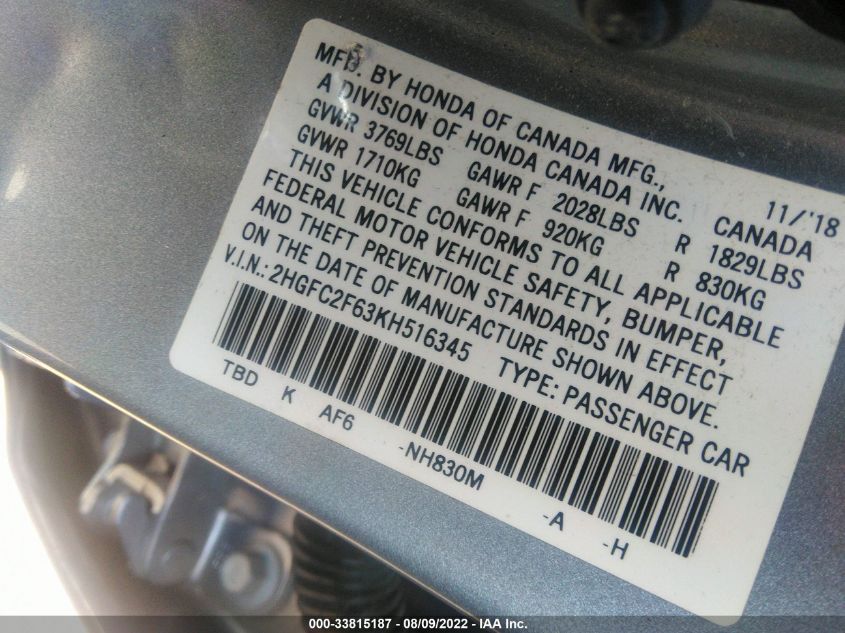 MFD. BY HONDA OF CANADA MFG., 11/'18
A DIVISION OF HONDA CANADA INC. CANADA
GVWR 3769LBS GAWR F 2028LBS R 1829LBS
GVWR 1710KG GAWR F 920KG R 830KG
THIS VEHICLE CONFORMS TO ALL APPLICABLE
FEDERAL MOTOR VEHICLE SAFETY, BUMPER,
AND THEFT PREVENTION STANDARDS IN EFFECT
ON THE DATE OF MANUFACTURE SHOWN ABOVE.
V.I.N.: 2HGFC2F63KH516345 TYPE: PASSENGER CAR
TBD K AF6 -NH830M -A -H
000-33815187 - 08/09/2022 - IAA Inc.